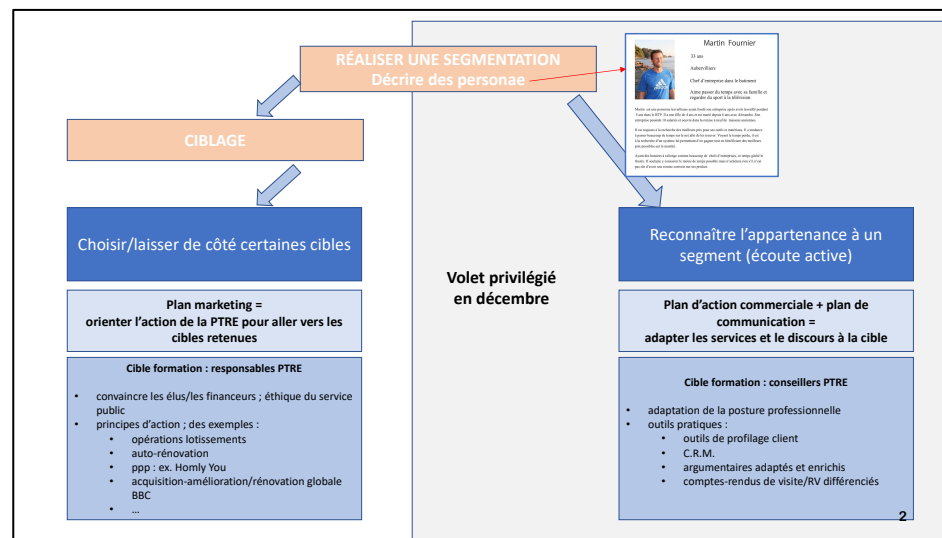 RÉALISER UNE SEGMENTATION
Décrire des personae
Martin Fournier
33 ans
Aubervilliers
Chef d'entreprise dans le batiment
Aime passer du temps avec sa famille et
regarder du sport à la télévision
CIBLAGE
Choisir/laisser de côté certaines cibles
Plan marketing =
orienter l'action de la PTRE pour aller vers les
cibles retenues
Cible formation : responsables PTRE
• convaincre les élus/les financeurs ; éthique du service
public
• principes d'action ; des exemples :
• opérations lotissements
• auto-rénovation
• ppp : ex. Homly You
• acquisition-amélioration/rénovation globale
BBC
• …
Volet privilégié
en décembre
Reconnaître l'appartenance à un
segment (écoute active)
Plan d'action commerciale + plan de
communication =
adapter les services et le discours à la cible
Cible formation : conseillers PTRE
• adaptation de la posture professionnelle
• outils pratiques :
• outils de profilage client
• C.R.M.
• argumentaires adaptés et enrichis
• comptes-rendus de visite/RV différenciés
2